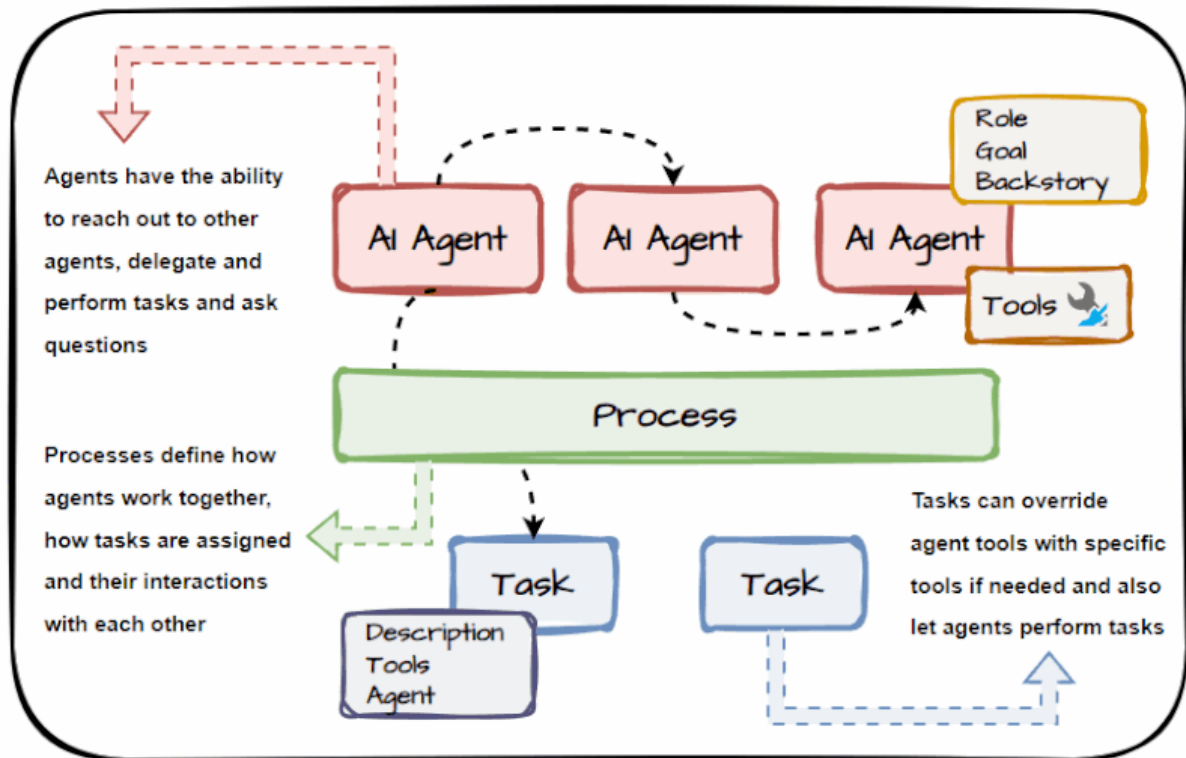 Role
Goal
Backstory
Agents have the ability
to reach out to other
agents, delegate and
perform tasks and ask
questions
AI Agent
AI Agent
AI Agent
Tools
Process
Processes define how
agents work together,
how tasks are assigned
and their interactions
with each other
Task
Description
Tools
Agent
Task
Tasks can override
agent tools with specific
tools if needed and also
let agents perform tasks